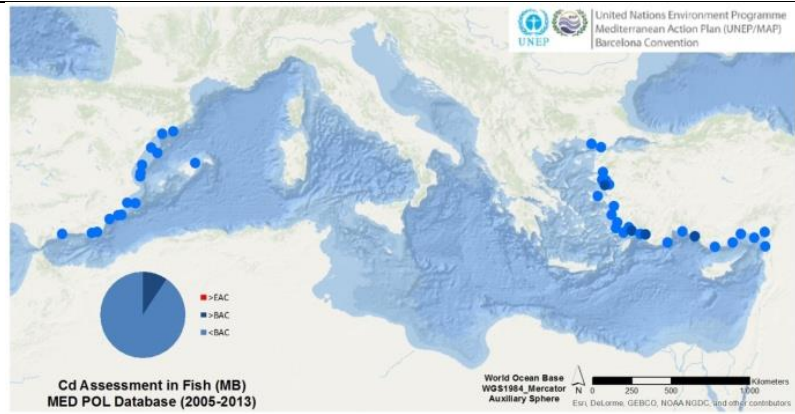 United Nations Environment Programme
Mediterranean Action Plan (UNEP/MAP)
Barcelona Convention
UNEP
>EAC
>BAC
<BAC
Cd Assessment in Fish (MB)
MED POL Database (2005-2013)
World Ocean Base
WGS1984_Mercator
Auxiliary Sphere
N
Kilometers
0 250 500 1,000
Esri, DeLorme, GEBCO, NOAA NGDC, and other contributors